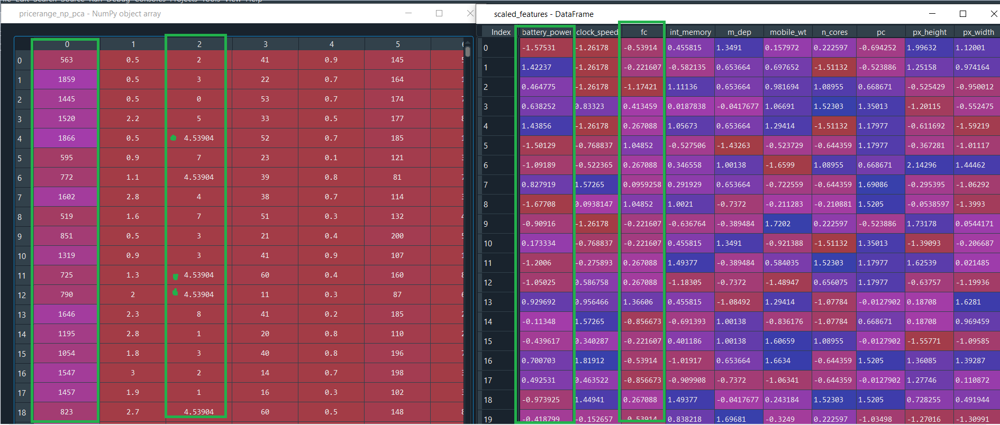 File Edit Search Source Run Debug Consoles Projects Tools View Help
pricerange_np_pca - NumPy object array
0 1 2 3 4 5 6
0 563 0.5 2 41 0.9 145
1 1859 0.5 3 22 0.7 164
2 1445 0.5 0 53 0.7 174
3 1520 2.2 5 33 0.5 177
4 1866 0.5 4.53904 52 0.7 185
5 595 0.9 7 23 0.1 121
6 772 1.1 4.53904 39 0.8 81
7 1602 2.8 4 38 0.7 114
8 519 1.6 7 51 0.3 132
9 851 0.5 3 21 0.4 200
10 1319 0.9 3 41 0.9 107
11 725 1.3 4.53904 60 0.4 160
12 790 2 4.53904 11 0.3 87
13 1646 2.3 8 41 0.2 185
14 1195 2.8 1 20 0.8 110
15 1054 1.8 3 40 0.8 196
16 1547 3 2 14 0.7 198
17 1457 1.9 1 16 0.3 102
18 823 2.7 4.53904 60 0.5 148
scaled_features - DataFrame
Index battery_power clock_speed fc int_memory m_dep mobile_wt n_cores pc px_height px_width
0 -1.57531 -1.26178 -0.53914 0.455815 1.3491 0.157972 0.222597 -0.694252 1.99632 1.12001
1 1.42237 -1.26178 -0.221607 -0.582135 0.653664 0.697652 -1.51132 -0.523886 1.25158 0.974164
2 0.464775 -1.26178 -1.17421 1.11136 0.653664 0.981694 1.08955 0.668671 -0.525429 -0.950012
3 0.638252 0.83323 0.413459 0.0187838 -0.0417677 1.06691 1.52303 1.35013 -1.20115 -0.552475
4 1.43856 -1.26178 0.267088 1.05673 0.653664 1.29414 -1.51132 1.17977 -0.611692 -1.59219
5 -1.50129 -0.768837 1.04852 -0.527506 -1.43263 -0.523729 -0.644359 1.17977 -0.367281 -1.01117
6 -1.09189 -0.522365 0.267088 0.346558 1.00138 -1.6599 1.08955 0.668671 2.14296 1.44462
7 0.827919 1.57265 0.0959258 0.291929 0.653664 -0.722559 -0.644359 1.69086 -0.295395 -1.06292
8 -1.67708 0.0938147 1.04852 1.0021 -0.7372 -0.211283 -0.210881 1.5205 -0.0538597 -1.3993
9 -0.90916 -1.26178 -0.221607 -0.636764 -0.389484 1.7202 0.222597 -0.523886 1.73178 0.0544171
10 0.173334 -0.768837 -0.221607 0.455815 1.3491 -0.921388 -1.51132 1.35013 -1.39093 -0.206687
11 -1.2006 -0.275893 0.267088 1.49377 -0.389484 0.584035 1.52303 1.17977 1.62539 0.021485
12 -1.05025 0.586758 0.267088 -1.18305 -0.7372 -1.48947 0.656075 1.17977 -0.63757 -1.19936
13 0.929692 0.956466 1.36606 0.455815 -1.08492 1.29414 -1.07784 -0.0127902 0.18708 1.6281
14 -0.11348 1.57265 -0.856673 -0.691393 1.00138 -0.836176 -1.07784 0.668671 0.18708 0.969459
15 -0.439617 0.340287 -0.221607 0.401186 1.00138 1.60659 1.08955 -0.0127902 -1.55771 -1.09585
16 0.700703 1.81912 -0.53914 -1.01917 0.653664 1.6634 -0.644359 1.5205 1.36085 1.39287
17 0.492531 0.463522 -0.856673 -0.909908 -0.7372 -1.06341 -0.644359 -0.0127902 1.27746 0.110872
18 -0.973925 1.44941 0.267088 1.49377 -0.0417677 0.243184 1.52303 1.5205 0.728255 0.491944
19 -0.418799 -0.152657 -0.53914 0.838218 1.69681 -0.3249 0.222597 -1.03498 -1.27016 -1.30991